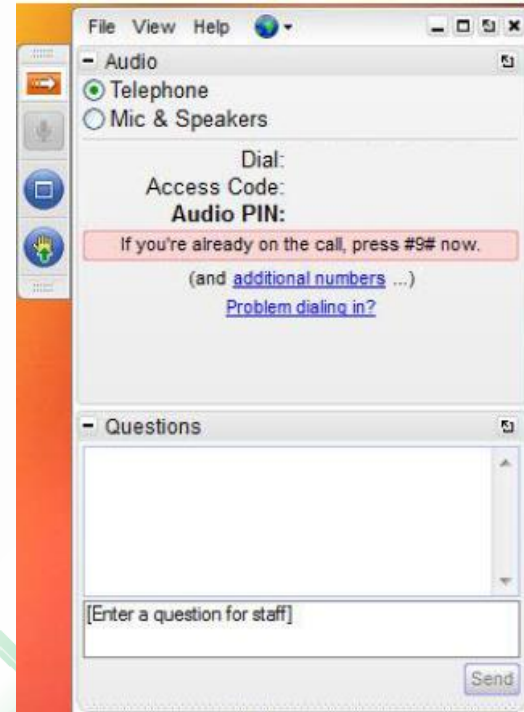 File View Help
- Audio
Telephone
Mic & Speakers
Dial:
Access Code:
Audio PIN:
If you're already on the call, press #9# now.
(and additional numbers ...)
Problem dialing in?
- Questions
[Enter a question for staff]
Send